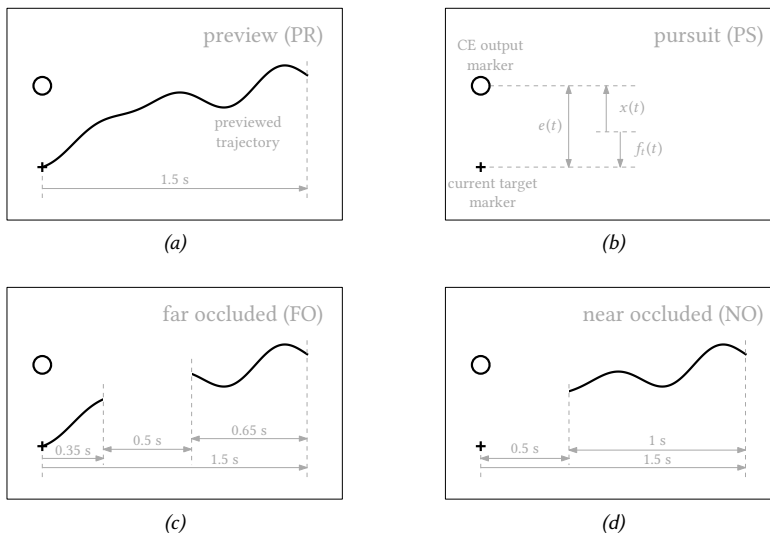 preview (PR)
previewed
trajectory
1.5 s
(a)
pursuit (PS)
CE output
marker
e(t)
x(t)
f_t(t)
current target
marker
(b)
far occluded (FO)
0.35 s
0.5 s
0.65 s
1.5 s
(c)
near occluded (NO)
0.5 s
1 s
1.5 s
(d)